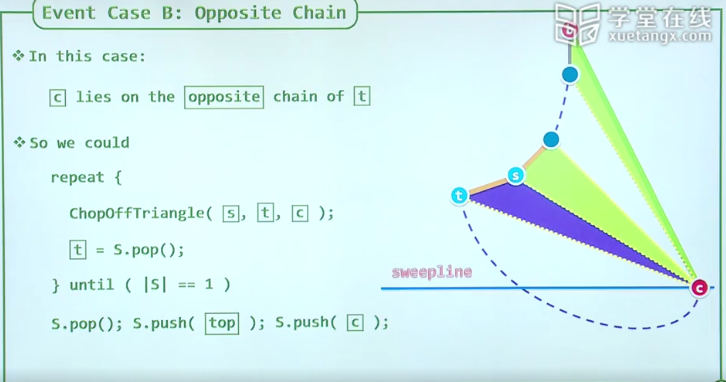 Event Case B: Opposite Chain
学堂在线
xuetangx.com
❖ In this case:
c lies on the opposite chain of t
❖ So we could
repeat {
ChopOffTriangle( s, t, c );
t = S.pop();
} until ( |S| == 1 )
S.pop(); S.push( top ); S.push( c );
s
t
sweepline
c